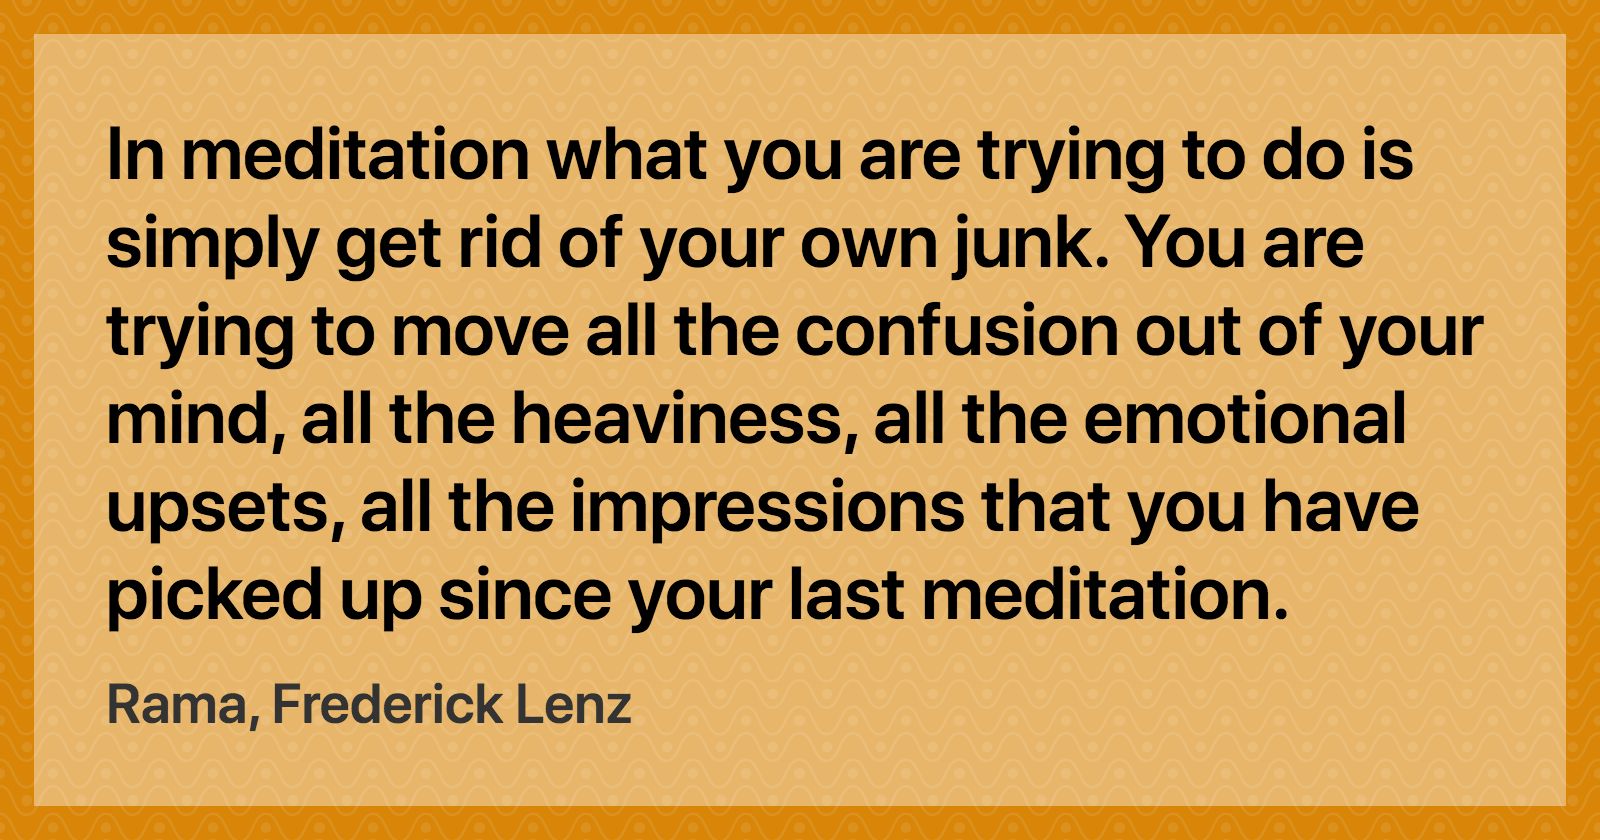 In meditation what you are trying to do is
simply get rid of your own junk. You are
trying to move all the confusion out of your
mind, all the heaviness, all the emotional
upsets, all the impressions that you have
picked up since your last meditation.
Rama, Frederick Lenz